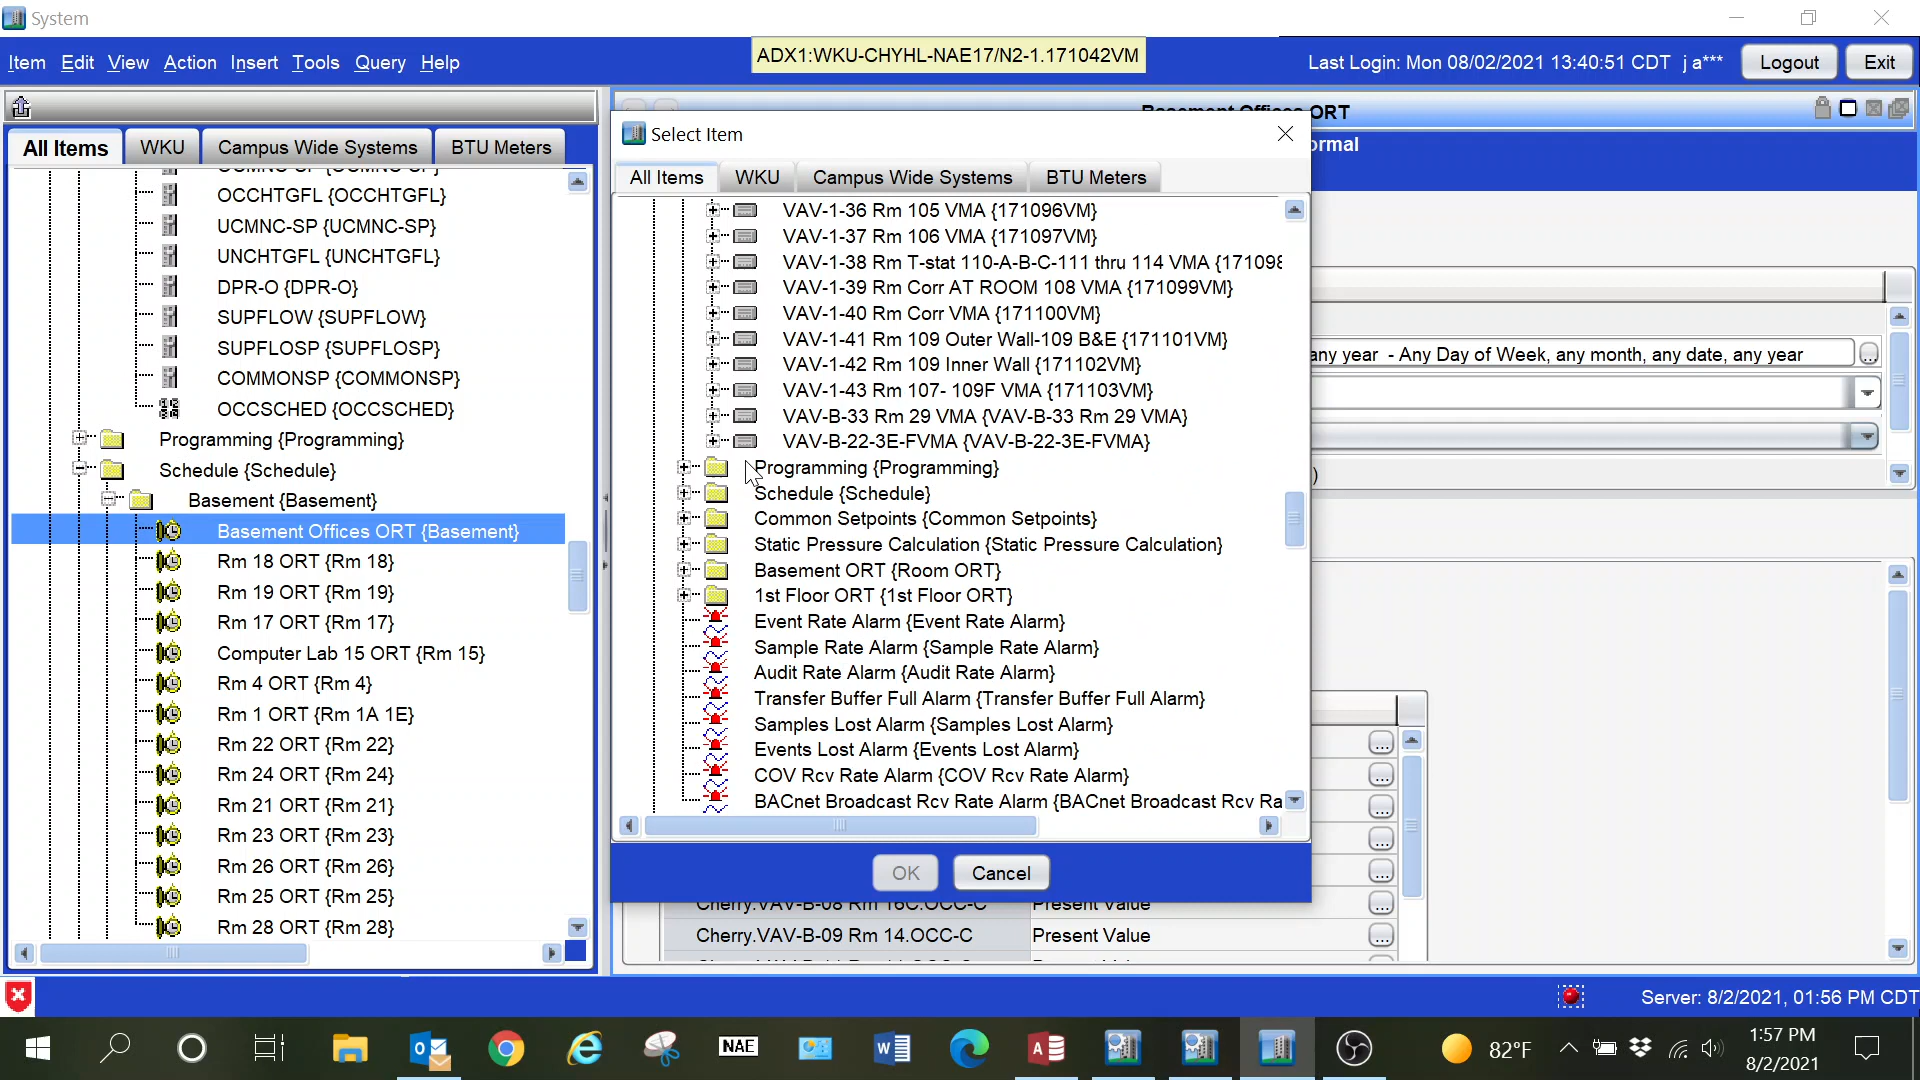 System
Item Edit View Action Insert Tools Query Help
ADX1:WKU-CHYHL-NAE17/N2-1.171042VM
Last Login: Mon 08/02/2021 13:40:51 CDT j a***
Logout
Exit
All Items
WKU
Campus Wide Systems
BTU Meters
OCCHTGFL {OCCHTGFL}
UCMNC-SP {UCMNC-SP}
UNCHTGFL {UNCHTGFL}
DPR-O {DPR-O}
SUPFLOW {SUPFLOW}
SUPFLOSP {SUPFLOSP}
COMMONSP {COMMONSP}
OCCSCHED {OCCSCHED}
Programming {Programming}
Schedule {Schedule}
Basement {Basement}
Basement Offices ORT {Basement}
Rm 18 ORT {Rm 18}
Rm 19 ORT {Rm 19}
Rm 17 ORT {Rm 17}
Computer Lab 15 ORT {Rm 15}
Rm 4 ORT {Rm 4}
Rm 1 ORT {Rm 1A 1E}
Rm 22 ORT {Rm 22}
Rm 24 ORT {Rm 24}
Rm 21 ORT {Rm 21}
Rm 23 ORT {Rm 23}
Rm 26 ORT {Rm 26}
Rm 25 ORT {Rm 25}
Rm 28 ORT {Rm 28}
Basement Offices ORT
ormal
Select Item
All Items
WKU
Campus Wide Systems
BTU Meters
VAV-1-36 Rm 105 VMA {171096VM}
VAV-1-37 Rm 106 VMA {171097VM}
VAV-1-38 Rm T-stat 110-A-B-C-111 thru 114 VMA {171098
VAV-1-39 Rm Corr AT ROOM 108 VMA {171099VM}
VAV-1-40 Rm Corr VMA {171100VM}
VAV-1-41 Rm 109 Outer Wall-109 B&E {171101VM}
VAV-1-42 Rm 109 Inner Wall {171102VM}
VAV-1-43 Rm 107- 109F VMA {171103VM}
VAV-B-33 Rm 29 VMA {VAV-B-33 Rm 29 VMA}
VAV-B-22-3E-FVMA {VAV-B-22-3E-FVMA}
Programming {Programming}
Schedule {Schedule}
Common Setpoints {Common Setpoints}
Static Pressure Calculation {Static Pressure Calculation}
Basement ORT {Room ORT}
1st Floor ORT {1st Floor ORT}
Event Rate Alarm {Event Rate Alarm}
Sample Rate Alarm {Sample Rate Alarm}
Audit Rate Alarm {Audit Rate Alarm}
Transfer Buffer Full Alarm {Transfer Buffer Full Alarm}
Samples Lost Alarm {Samples Lost Alarm}
Events Lost Alarm {Events Lost Alarm}
COV Rcv Rate Alarm {COV Rcv Rate Alarm}
BACnet Broadcast Rcv Rate Alarm {BACnet Broadcast Rcv Ra
OK
Cancel
any year - Any Day of Week, any month, any date, any year
)
Cherry.VAV-B-08 Rm 16C.OCC-C Present Value
Cherry.VAV-B-09 Rm 14.OCC-C Present Value
Server: 8/2/2021, 01:56 PM CDT
NAE
82°F
1:57 PM
8/2/2021